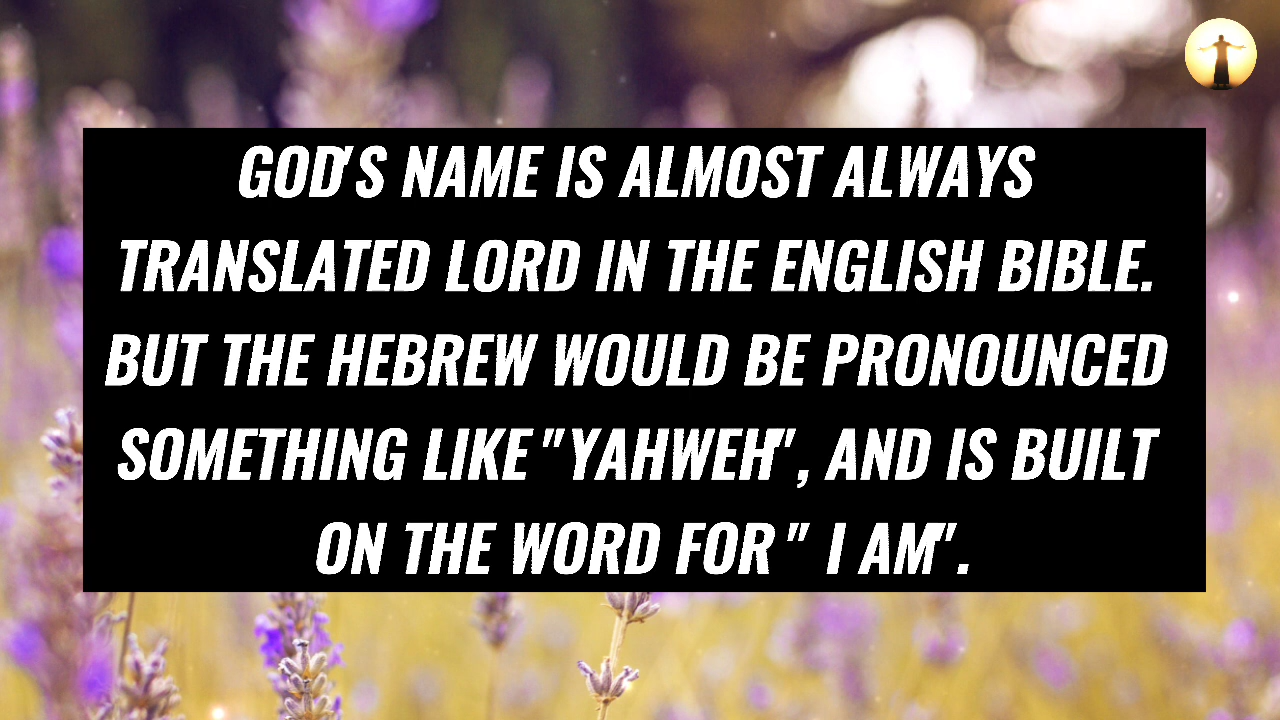 GOD'S NAME IS ALMOST ALWAYS
TRANSLATED LORD IN THE ENGLISH BIBLE.
BUT THE HEBREW WOULD BE PRONOUNCED
SOMETHING LIKE "YAHWEH", AND IS BUILT
ON THE WORD FOR " I AM".